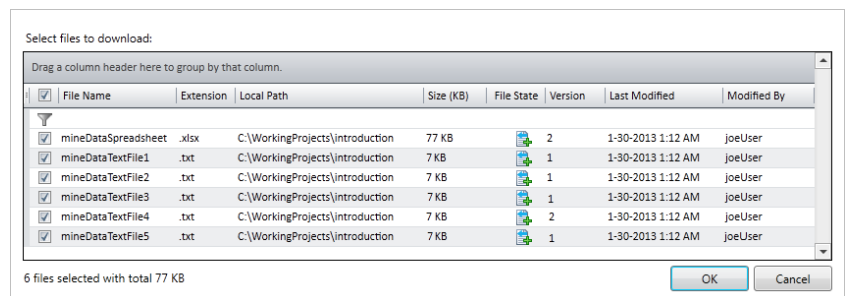 Select files to download:
Drag a column header here to group by that column.
File Name Extension Local Path Size (KB) File State Version Last Modified Modified By
mineDataSpreadsheet .xlsx C:\WorkingProjects\introduction 77 KB 2 1-30-2013 1:12 AM joeUser
mineDataTextFile1 .txt C:\WorkingProjects\introduction 7 KB 1 1-30-2013 1:12 AM joeUser
mineDataTextFile2 .txt C:\WorkingProjects\introduction 7 KB 1 1-30-2013 1:12 AM joeUser
mineDataTextFile3 .txt C:\WorkingProjects\introduction 7 KB 1 1-30-2013 1:12 AM joeUser
mineDataTextFile4 .txt C:\WorkingProjects\introduction 7 KB 2 1-30-2013 1:12 AM joeUser
mineDataTextFile5 .txt C:\WorkingProjects\introduction 7 KB 1 1-30-2013 1:12 AM joeUser
6 files selected with total 77 KB OK Cancel